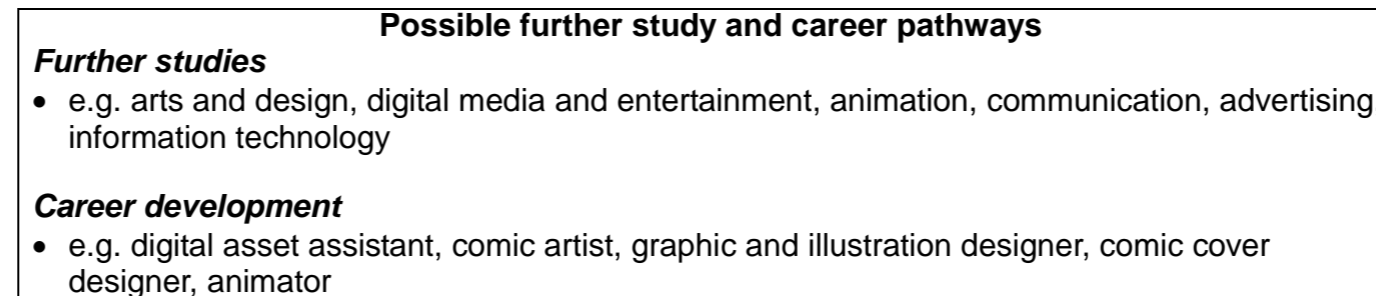 Possible further study and career pathways
Further studies
• e.g. arts and design, digital media and entertainment, animation, communication, advertising
information technology
Career development
• e.g. digital asset assistant, comic artist, graphic and illustration designer, comic cover
designer, animator